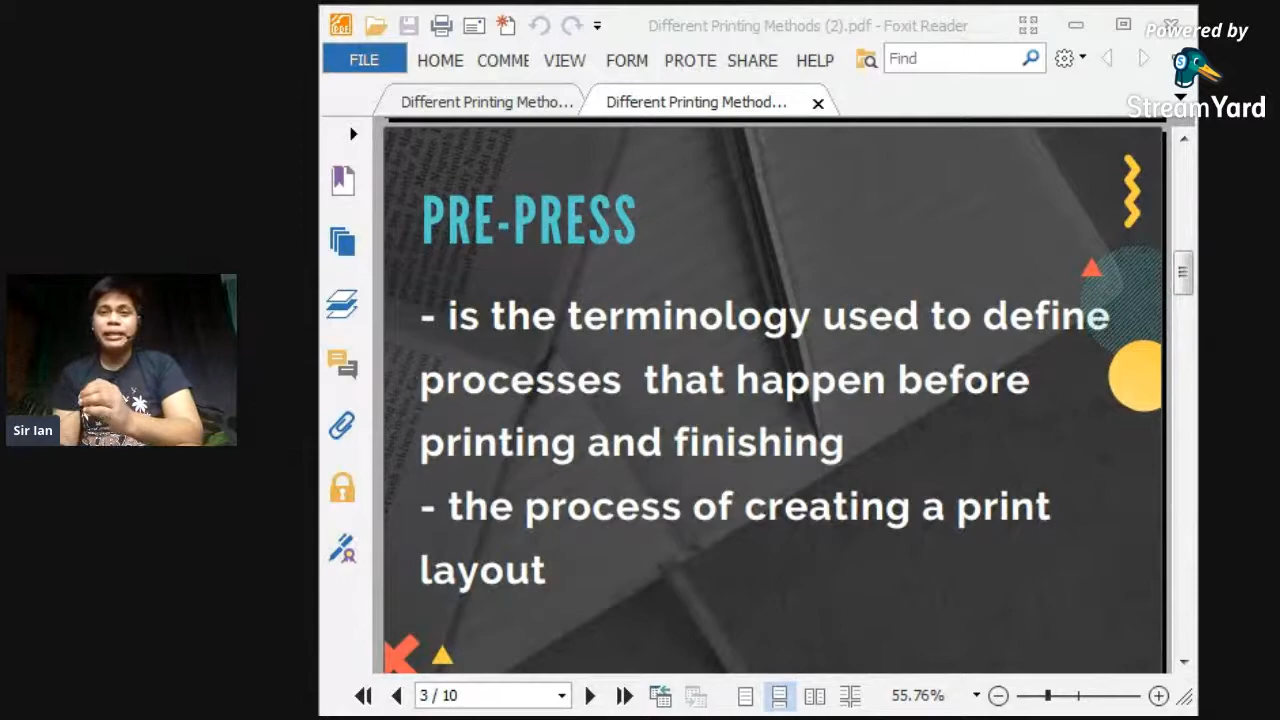 Different Printing Methods (2).pdf - Foxit Reader
Powered by
StreamYard
FILE HOME COMME VIEW FORM PROTE SHARE HELP Find
Different Printing Metho... Different Printing Method...
PRE-PRESS
- is the terminology used to define
processes that happen before
printing and finishing
- the process of creating a print
layout
Sir Ian
3 / 10 55.76%